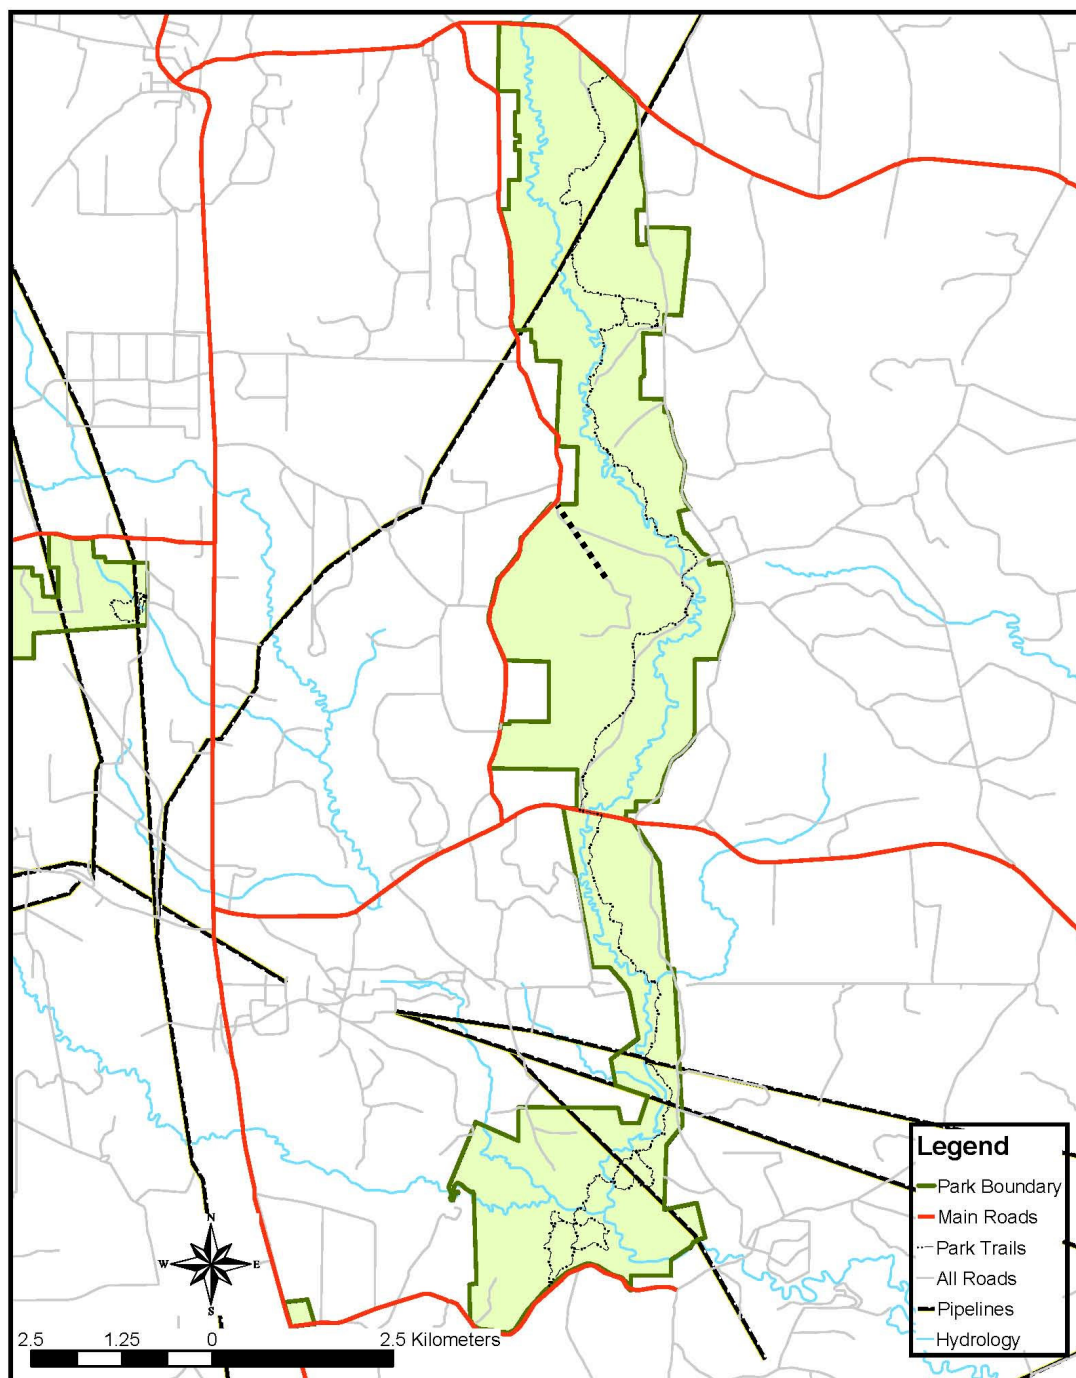 Legend
Park Boundary
Main Roads
Park Trails
All Roads
Pipelines
Hydrology
N
W E
S
2.5 1.25 0 2.5 Kilometers